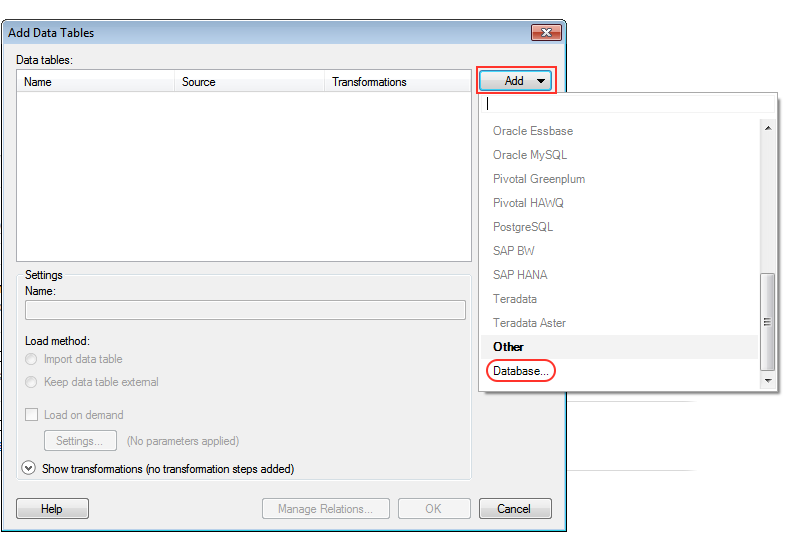 Add Data Tables
Data tables:
Name Source Transformations
Add
Oracle Essbase
Oracle MySQL
Pivotal Greenplum
Pivotal HAWQ
PostgreSQL
SAP BW
SAP HANA
Teradata
Teradata Aster
Other
Database...
Settings
Name:
Load method:
Import data table
Keep data table external
Load on demand
Settings... (No parameters applied)
Show transformations (no transformation steps added)
Help Manage Relations... OK Cancel